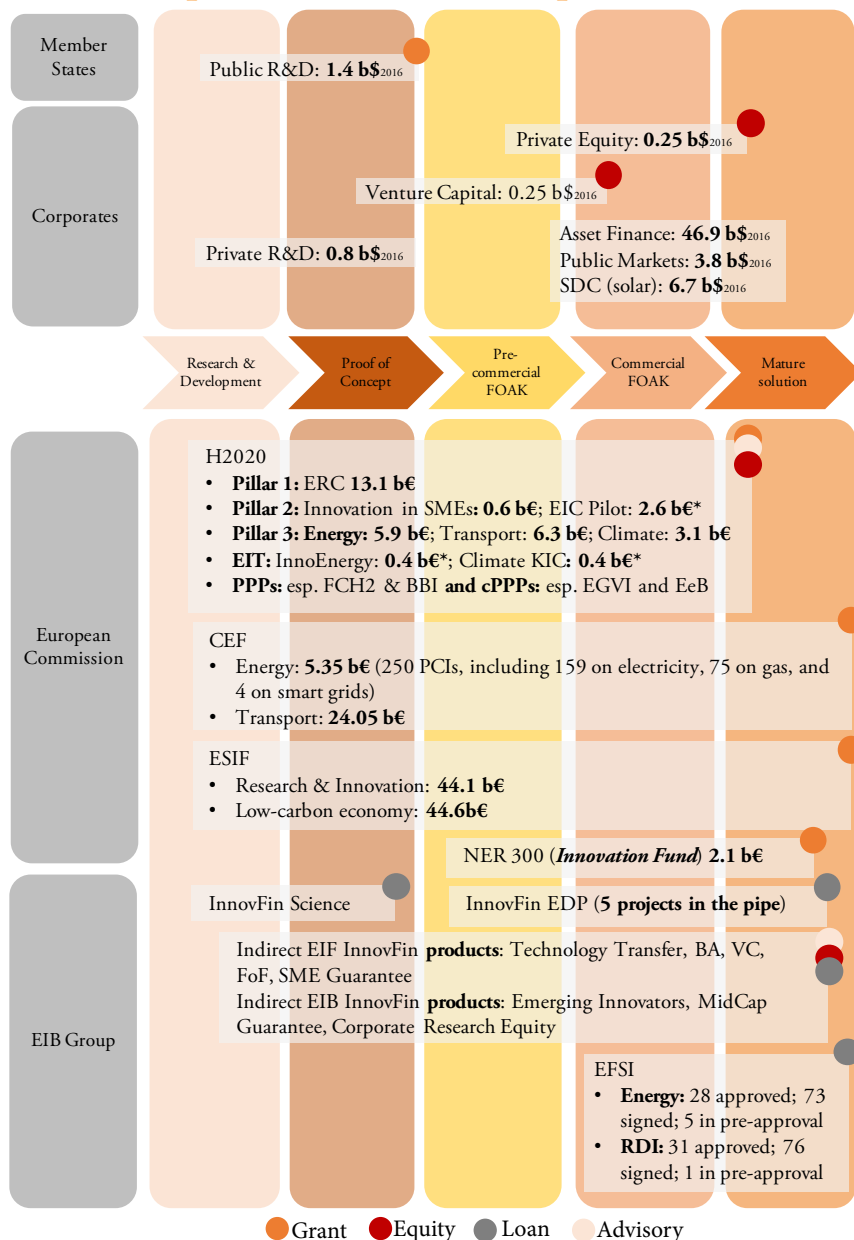 Member
States
Public R&D: 1.4 b$2016
Corporates
Private Equity: 0.25 b$2016
Venture Capital: 0.25 b$2016
Private R&D: 0.8 b$2016
Asset Finance: 46.9 b$2016
Public Markets: 3.8 b$2016
SDC (solar): 6.7 b$2016
Research &
Development
Proof of
Concept
Pre-
commercial
FOAK
Commercial
FOAK
Mature
solution
European
Commission
H2020
• Pillar 1: ERC 13.1 b€
• Pillar 2: Innovation in SMEs: 0.6 b€; EIC Pilot: 2.6 b€*
• Pillar 3: Energy: 5.9 b€; Transport: 6.3 b€; Climate: 3.1 b€
• EIT: InnoEnergy: 0.4 b€*; Climate KIC: 0.4 b€*
• PPPs: esp. FCH2 & BBI and cPPPs: esp. EGVI and EeB
CEF
• Energy: 5.35 b€ (250 PCIs, including 159 on electricity, 75 on gas, and
4 on smart grids)
• Transport: 24.05 b€
ESIF
• Research & Innovation: 44.1 b€
• Low-carbon economy: 44.6b€
NER 300 (Innovation Fund) 2.1 b€
EIB Group
InnovFin Science
InnovFin EDP (5 projects in the pipe)
Indirect EIF InnovFin products: Technology Transfer, BA, VC,
FoF, SME Guarantee
Indirect EIB InnovFin products: Emerging Innovators, MidCap
Guarantee, Corporate Research Equity
EFSI
• Energy: 28 approved; 73
signed; 5 in pre-approval
• RDI: 31 approved; 76
signed; 1 in pre-approval
Grant Equity Loan Advisory